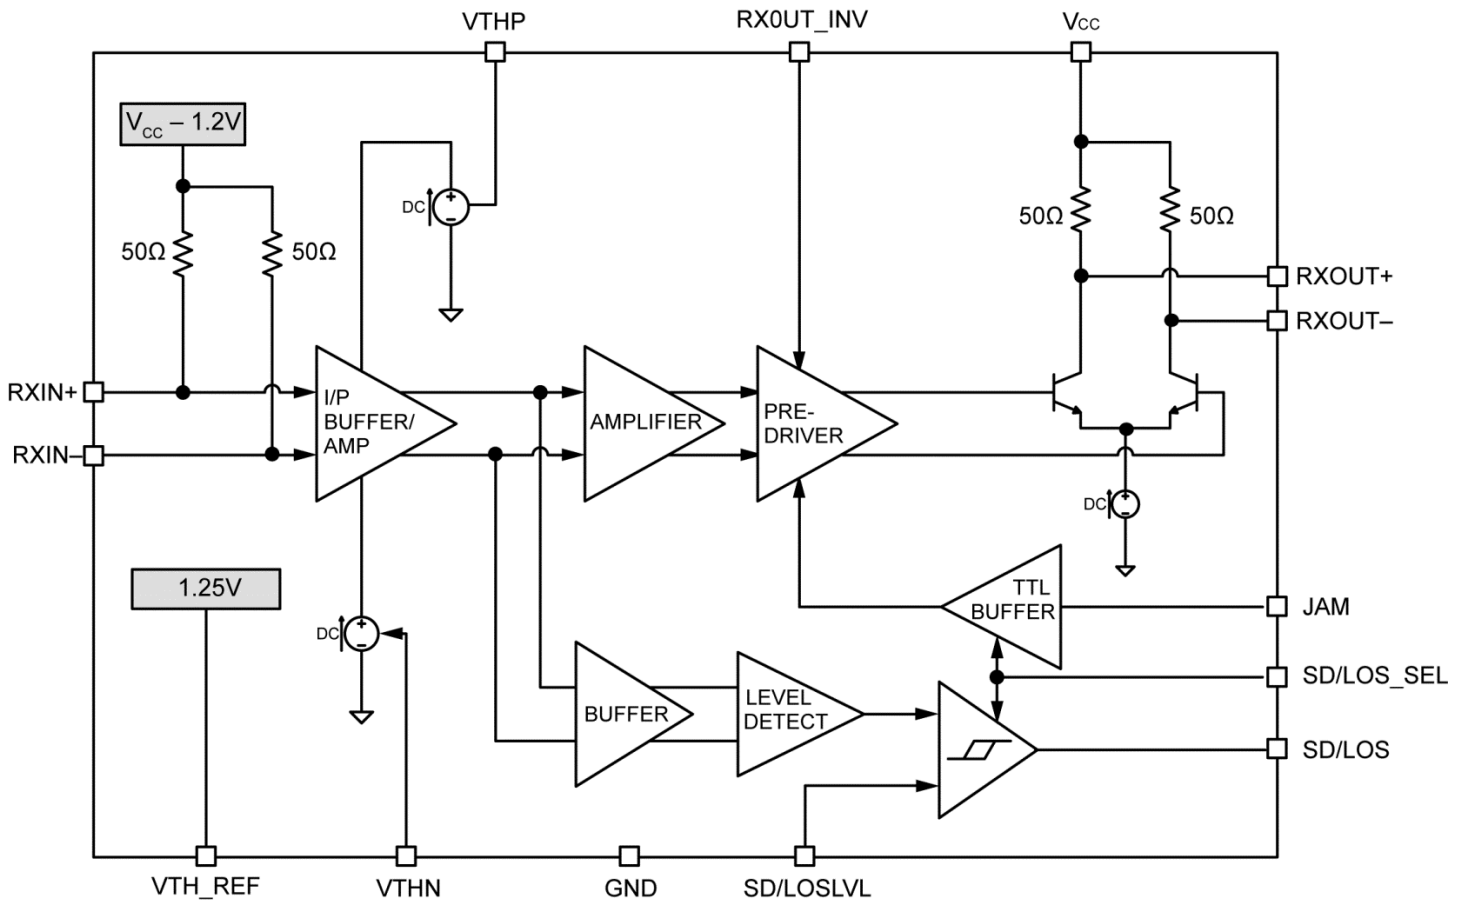 VTHP
RX0UT_INV
VCC
VCC – 1.2V
50Ω
50Ω
DC
+
–
50Ω
50Ω
RXOUT+
RXOUT–
RXIN+
RXIN–
I/P
BUFFER/
AMP
AMPLIFIER
PRE-
DRIVER
DC
+
–
1.25V
TTL
BUFFER
JAM
DC
+
–
SD/LOS_SEL
BUFFER
LEVEL
DETECT
SD/LOS
VTH_REF
VTHN
GND
SD/LOSLVL